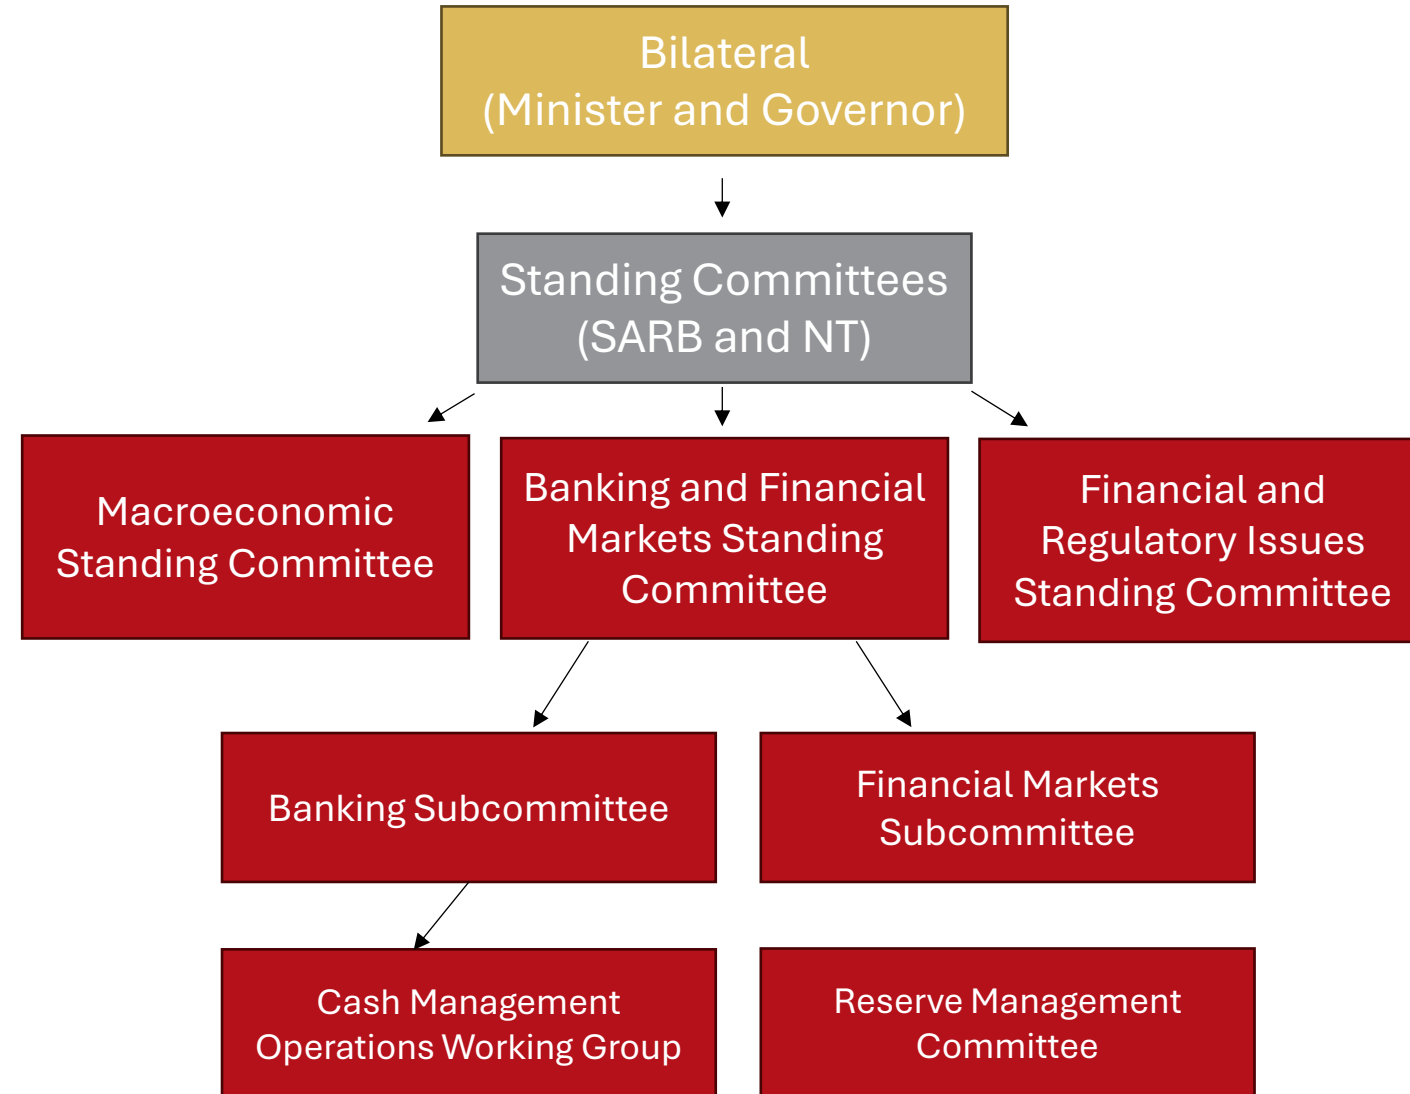 Bilateral
(Minister and Governor)
Standing Committees
(SARB and NT)
Macroeconomic
Standing Committee
Banking and Financial
Markets Standing
Committee
Financial and
Regulatory Issues
Standing Committee
Banking Subcommittee
Financial Markets
Subcommittee
Cash Management
Operations Working Group
Reserve Management
Committee